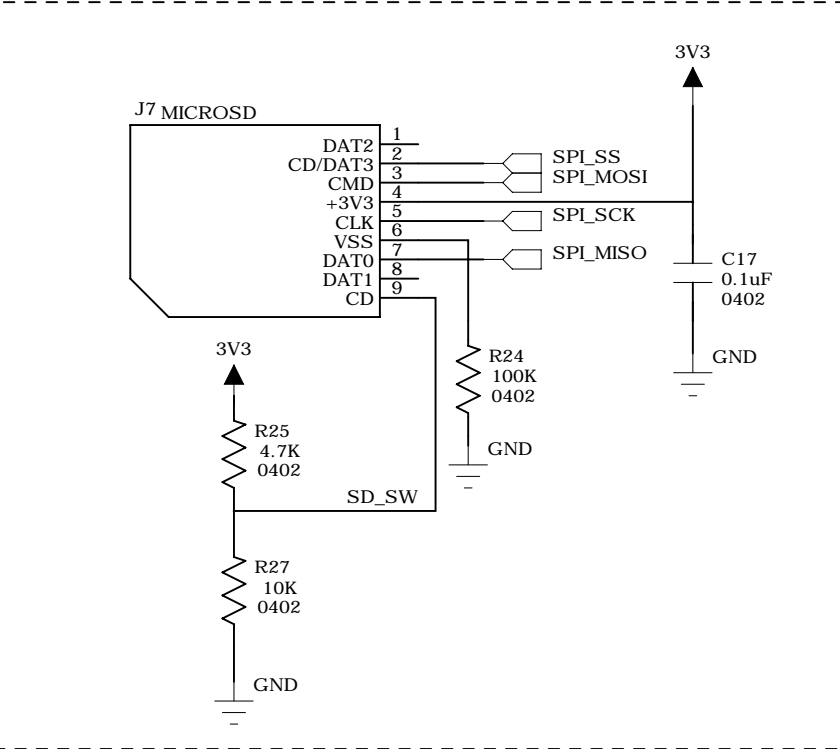 3V3
J7 MICROSD
DAT2 1
CD/DAT3 2 SPI_SS
CMD 3 SPI_MOSI
+3V3 4
CLK 5 SPI_SCK
VSS 6
DAT0 7 SPI_MISO
DAT1 8
CD 9
C17
0.1uF
0402
GND
3V3
R24
100K
0402
GND
R25
4.7K
0402
SD_SW
R27
10K
0402
GND